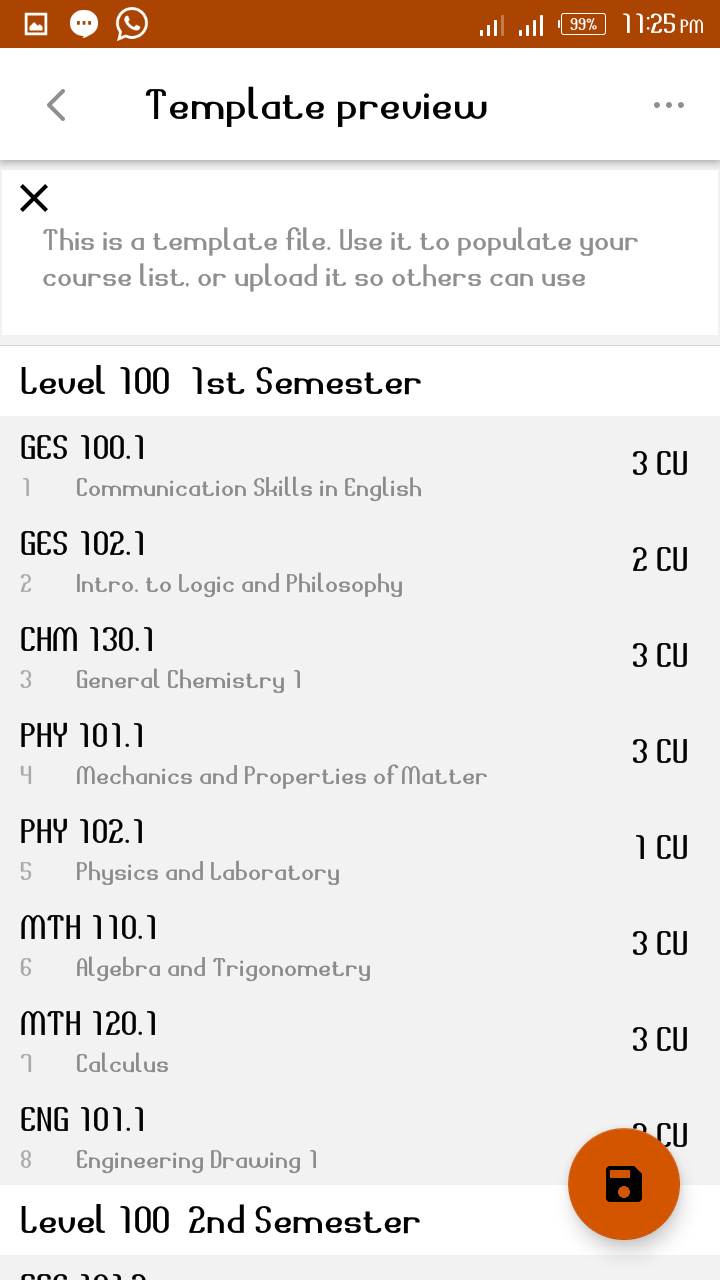 99%
11:25 PM
Template preview
This is a template file. Use it to populate your
course list, or upload it so others can use
Level 100 1st Semester
GES 100.1
3 CU
1 Communication Skills in English
GES 102.1
2 CU
2 Intro. to Logic and Philosophy
CHM 130.1
3 CU
3 General Chemistry 1
PHY 101.1
3 CU
4 Mechanics and Properties of Matter
PHY 102.1
1 CU
5 Physics and Laboratory
MTH 110.1
3 CU
6 Algebra and Trigonometry
MTH 120.1
3 CU
7 Calculus
ENG 101.1
CU
8 Engineering Drawing 1
Level 100 2nd Semester